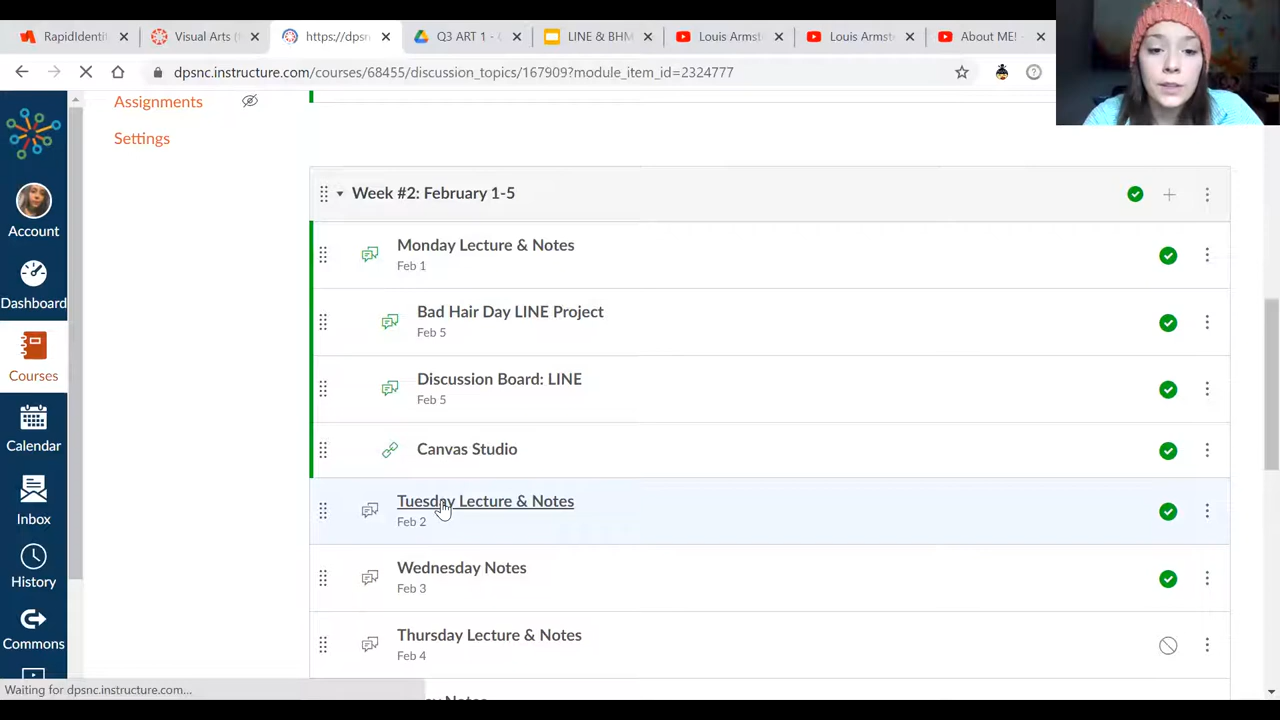 RapidIdenti
Visual Arts (
https://dpsn
Q3 ART 1 -
LINE & BHM
Louis Armst
Louis Armst
About ME! -
dpsnc.instructure.com/courses/68455/discussion_topics/167909?module_item_id=2324777
Assignments
Settings
Account
Dashboard
Courses
Calendar
Inbox
History
Commons
Week #2: February 1-5
Monday Lecture & Notes
Feb 1
Bad Hair Day LINE Project
Feb 5
Discussion Board: LINE
Feb 5
Canvas Studio
Tuesday Lecture & Notes
Feb 2
Wednesday Notes
Feb 3
Thursday Lecture & Notes
Feb 4
Notes
Waiting for dpsnc.instructure.com...